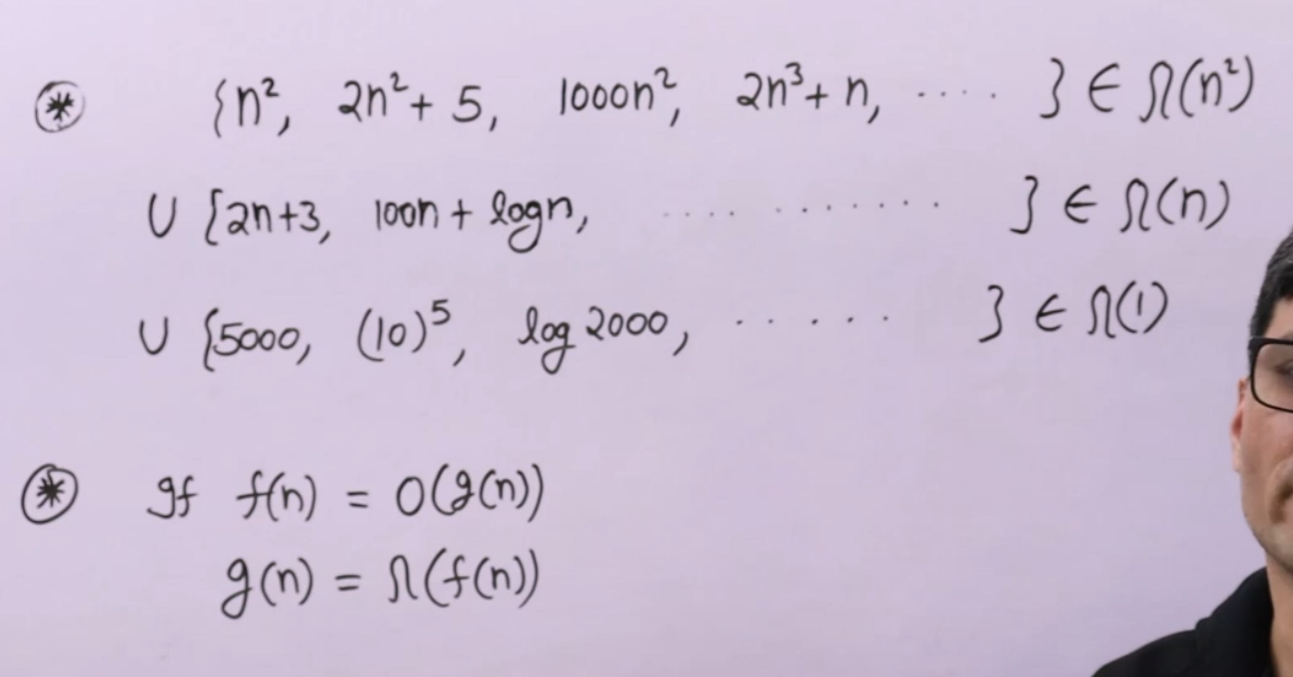 ⊛ {n², 2n²+ 5, 1000n², 2n³+ n, ····· } ∈ Ω(n²)
∪ {2n+3, 100n + logn, ············ } ∈ Ω(n)
∪ {5000, (10)⁵, log 2000, ······ } ∈ Ω(1)
⊛ If f(n) = O(g(n))
g(n) = Ω(f(n))